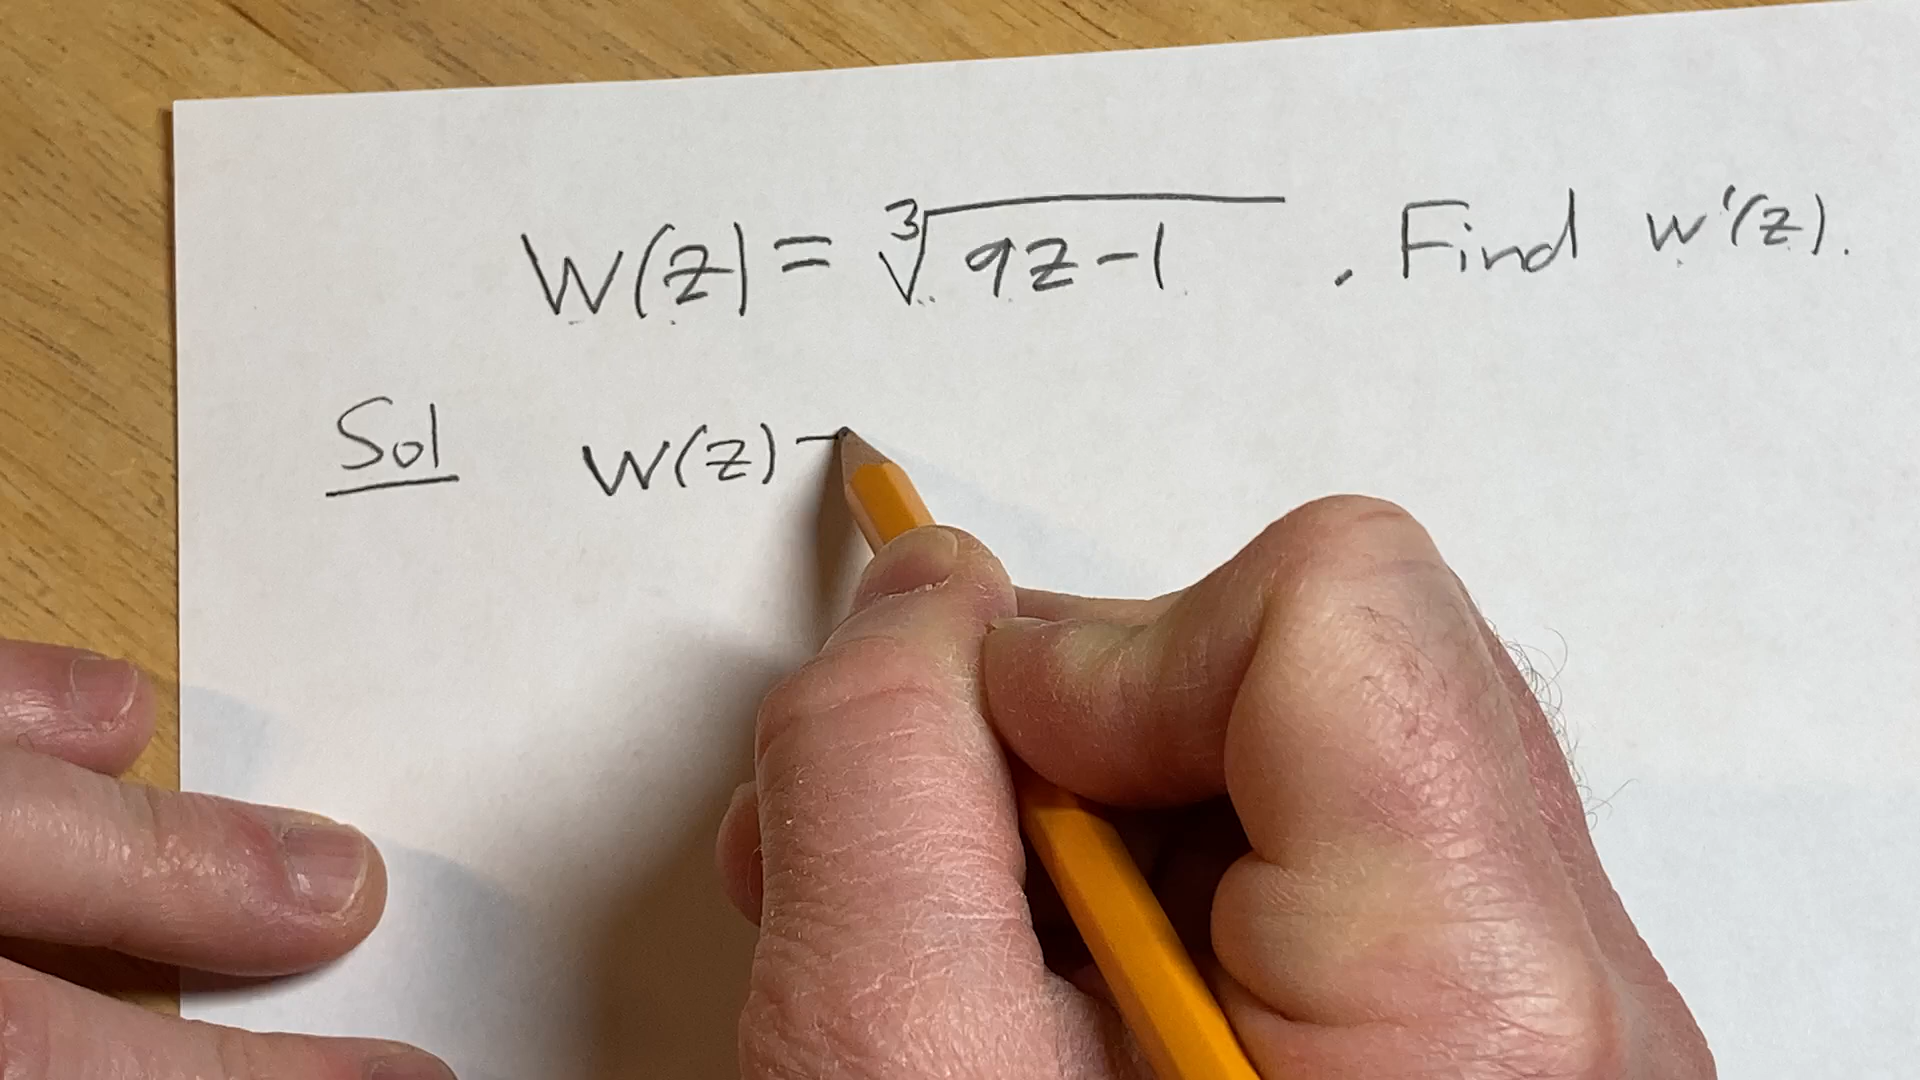 W(z) = ∛(9z-1) . Find w'(z).
Sol W(z) -